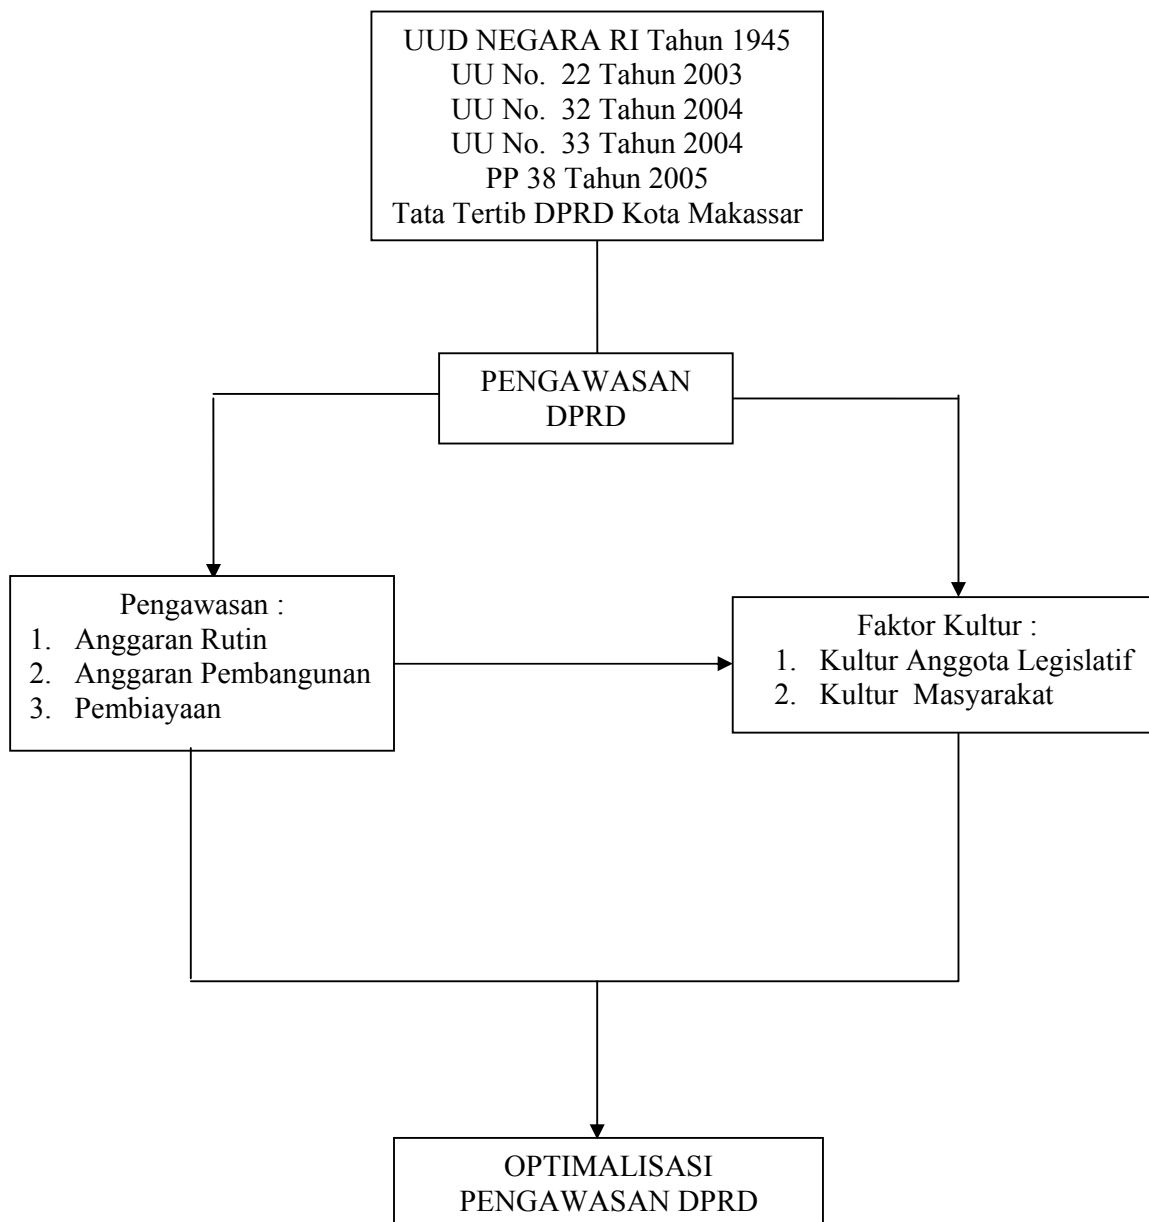 UUD NEGARA RI Tahun 1945
UU No. 22 Tahun 2003
UU No. 32 Tahun 2004
UU No. 33 Tahun 2004
PP 38 Tahun 2005
Tata Tertib DPRD Kota Makassar
PENGAWASAN
DPRD
Pengawasan :
1. Anggaran Rutin
2. Anggaran Pembangunan
3. Pembiayaan
Faktor Kultur :
1. Kultur Anggota Legislatif
2. Kultur Masyarakat
OPTIMALISASI
PENGAWASAN DPRD